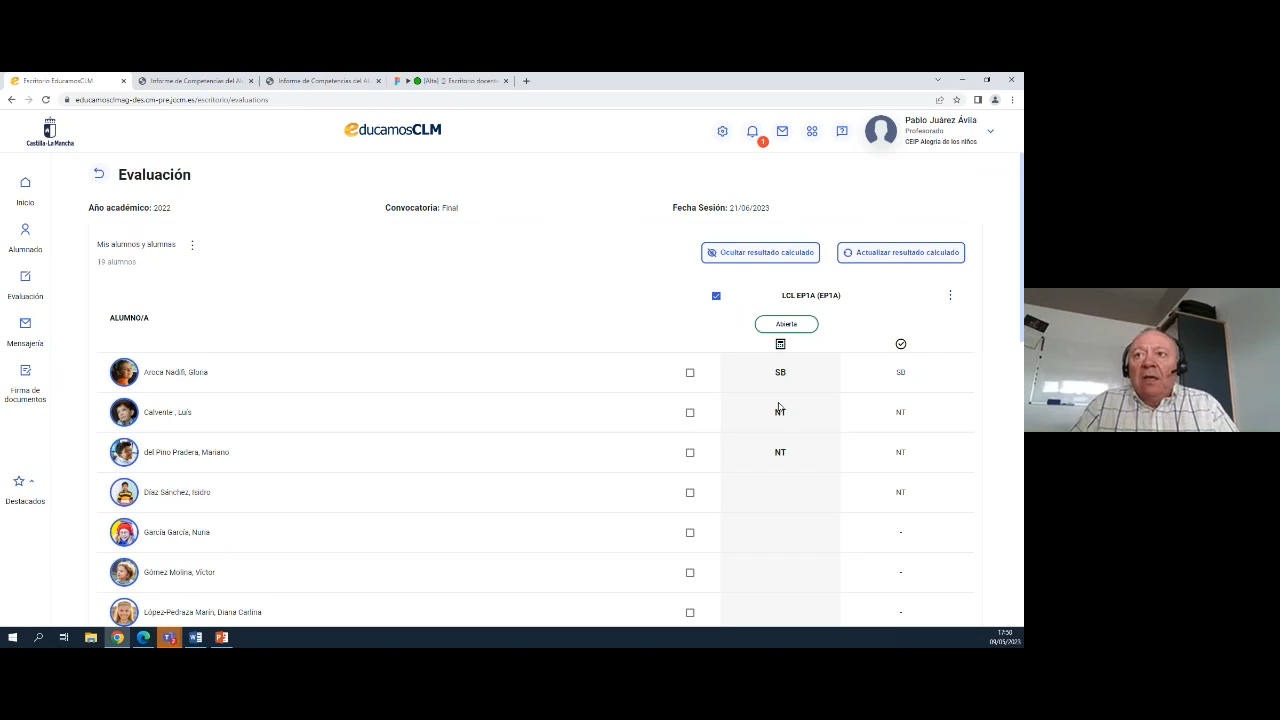 Escritorio EducamosCLM
Informe de Competencias del Al
Informe de Competencias del Al
[Alta] Escritorio docente
educamosclmag-des.cm-pre.jccm.es/escritorio/evaluations
Castilla-La Mancha
educamosCLM
1
Pablo Juárez Ávila
Profesorado
CEIP Alegría de los niños
Inicio
Alumnado
Evaluación
Mensajería
Firma de documentos
Destacados
Evaluación
Año académico: 2022
Convocatoria: Final
Fecha Sesión: 21/06/2023
Mis alumnos y alumnas
19 alumnos
Ocultar resultado calculado
Actualizar resultado calculado
LCL EP1A (EP1A)
ALUMNO/A
Abierta
Aroca Nadifi, Gloria SB SB
Calvente , Luís NT NT
del Pino Pradera, Mariano NT NT
Díaz Sánchez, Isidro NT
García García, Nuria -
Gómez Molina, Víctor -
López-Pedraza Marín, Diana Carlina -
17:50
09/05/2023